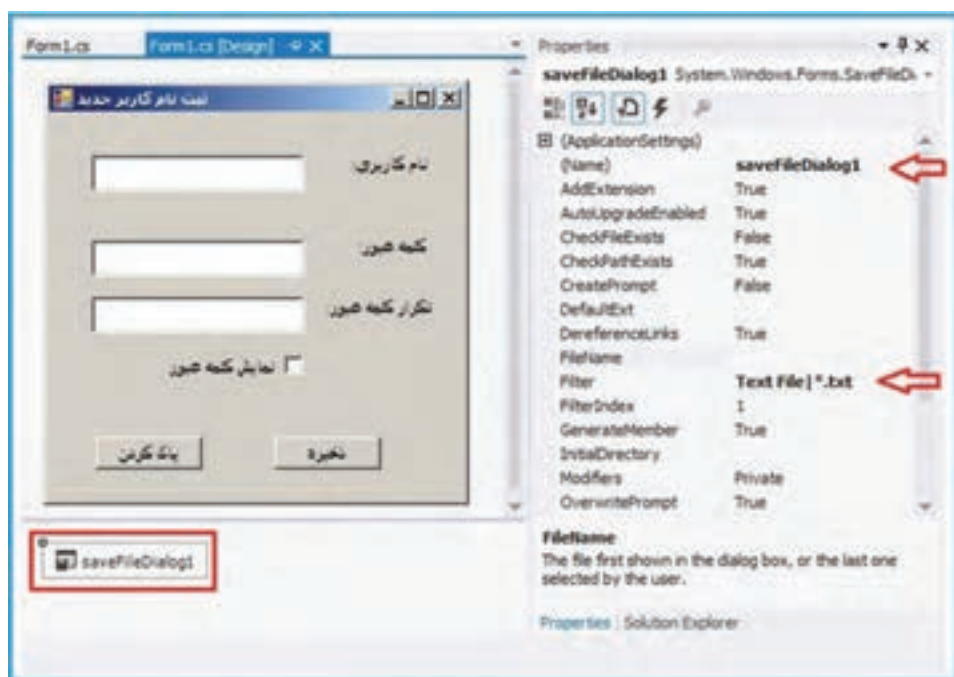 Form1.cs
Form1.cs [Design]
ثبت نام کاربر جدید
نام کاربری:
کلمه عبور:
تکرار کلمه عبور
نمایش کلمه عبور
ذخیره
پاک کردن
saveFileDialog1
Properties
saveFileDialog1 System.Windows.Forms.SaveFileDi
(ApplicationSettings)
(Name) saveFileDialog1
AddExtension True
AutoUpgradeEnabled True
CheckFileExists False
CheckPathExists True
CreatePrompt False
DefaultExt
DereferenceLinks True
FileName
Filter Text File|*.txt
FilterIndex 1
GenerateMember True
InitialDirectory
Modifiers Private
OverwritePrompt True
FileName
The file first shown in the dialog box, or the last one
selected by the user.
Properties Solution Explorer